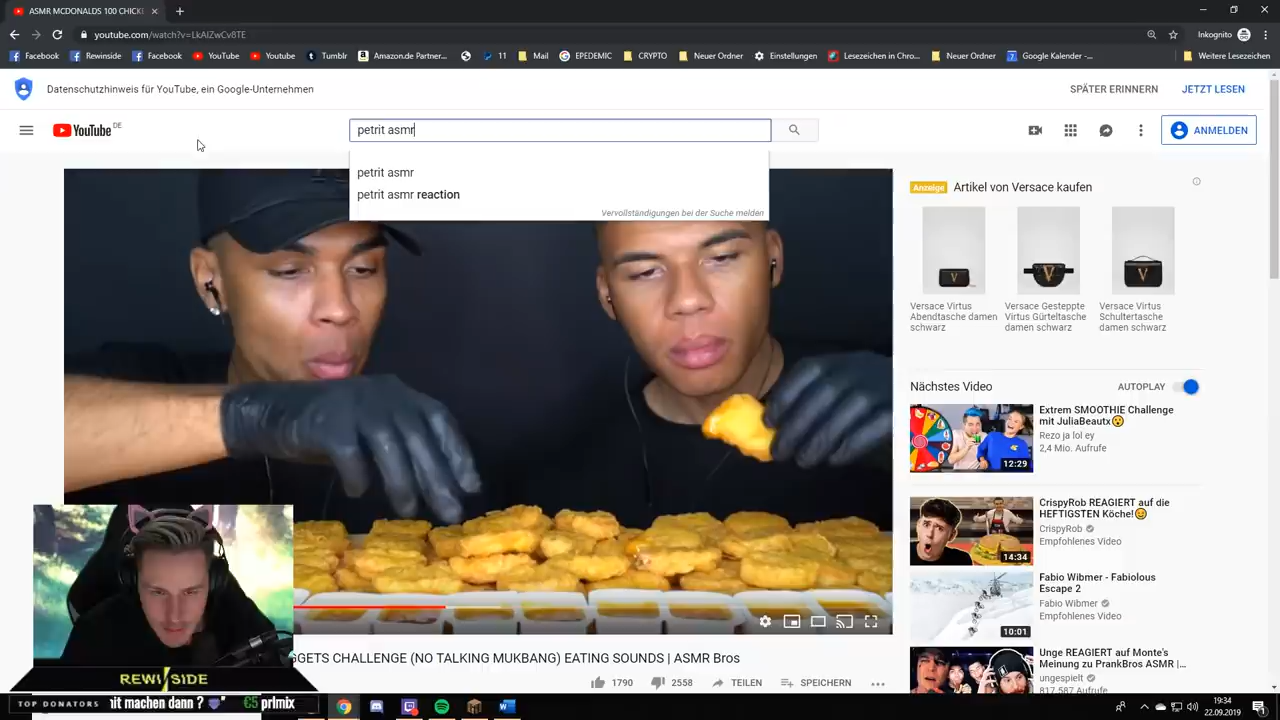 ASMR MCDONALDS 100 CHICKE
youtube.com/watch?v=LkAIZwCv8TE
Inkognito
Facebook
Rewinside
Facebook
YouTube
YouTube
Tumblr
Amazon.de Partner...
11
Mail
EPEDEMIC
CRYPTO
Neuer Ordner
Einstellungen
Lesezeichen in Chro...
Neuer Ordner
Google Kalender -...
Weitere Lesezeichen
Datenschutzhinweis für YouTube, ein Google-Unternehmen
SPÄTER ERINNERN
JETZT LESEN
YouTube DE
petrit asmr
ANMELDEN
petrit asmr
petrit asmr reaction
Vervollständigungen bei der Suche melden
Anzeige
Artikel von Versace kaufen
Versace Virtus Abendtasche damen schwarz
Versace Gesteppte Virtus Gürteltasche damen schwarz
Versace Virtus Schultertasche damen schwarz
Nächstes Video
AUTOPLAY
Extrem SMOOTHIE Challenge
mit JuliaBeautx😮
Rezo ja lol ey
2,4 Mio. Aufrufe
12:29
CrispyRob REAGIERT auf die
HEFTIGSTEN Köche!😊
CrispyRob
Empfohlenes Video
14:34
Fabio Wibmer - Fabiolous
Escape 2
Fabio Wibmer
Empfohlenes Video
10:01
Unge REAGIERT auf Monte's
Meinung zu PrankBros ASMR |...
ungespielt
817.587 Aufrufe
GGETS CHALLENGE (NO TALKING MUKBANG) EATING SOUNDS | ASMR Bros
1790
2558
TEILEN
SPEICHERN
REWI/SIDE
TOP DONATORS
nit machen dann ?
€5
pr1mix
19:34
22.09.2019